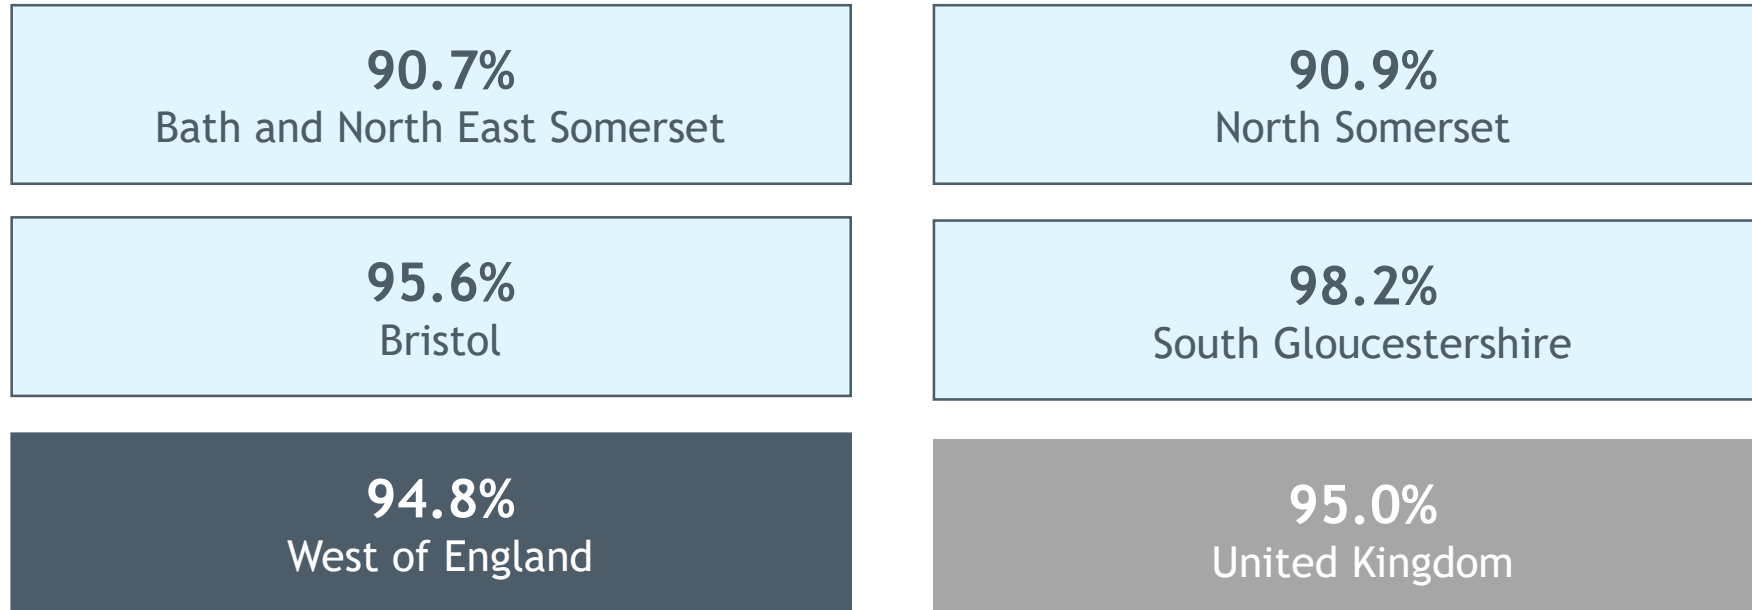 90.7%
Bath and North East Somerset
90.9%
North Somerset
95.6%
Bristol
98.2%
South Gloucestershire
94.8%
West of England
95.0%
United Kingdom